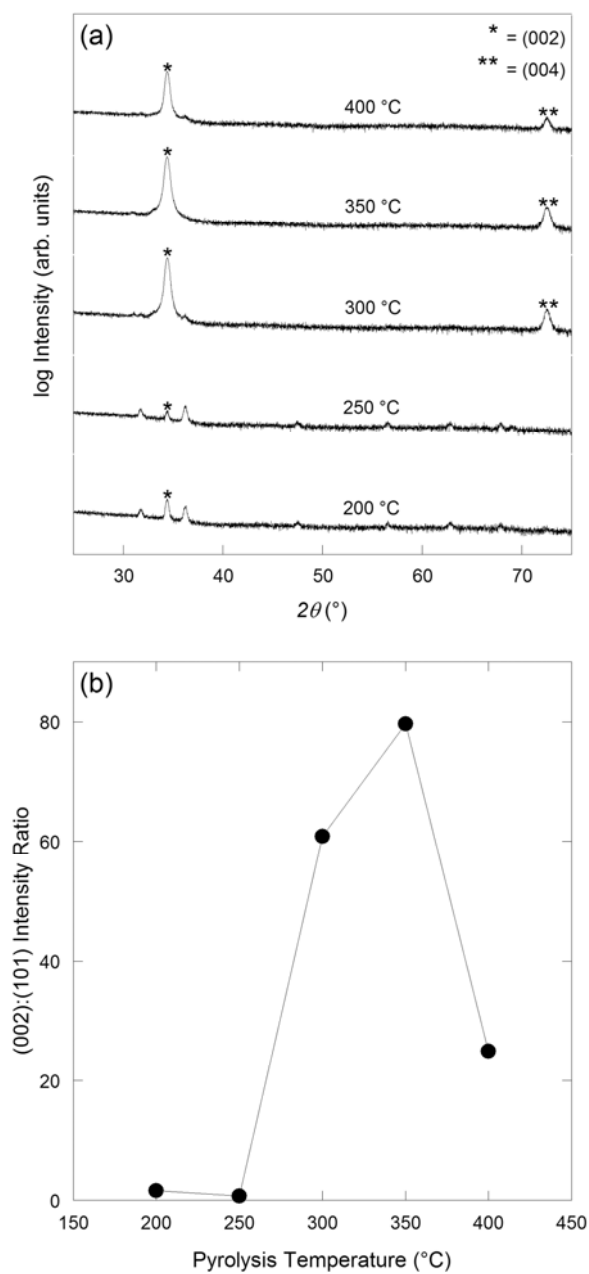 (a)
* = (002)
** = (004)
*
400 °C
**
*
350 °C
**
*
300 °C
**
*
250 °C
*
200 °C
log Intensity (arb. units)
30
40
50
60
70
2θ (°)
(b)
80
60
40
20
0
(002):(101) Intensity Ratio
150
200
250
300
350
400
450
Pyrolysis Temperature (°C)